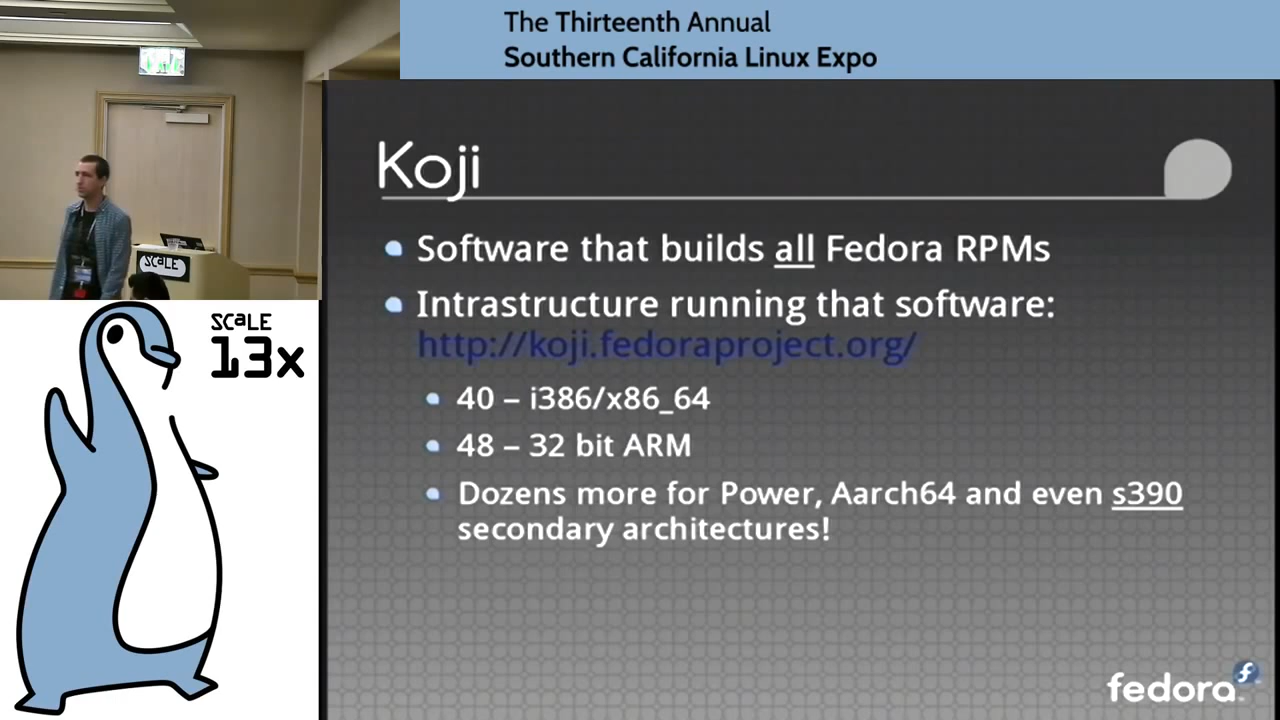 The Thirteenth Annual
Southern California Linux Expo
SCALE
SCALE
13x
Koji
Software that builds all Fedora RPMs
Intrastructure running that software:
http://koji.fedoraproject.org/
40 – i386/x86_64
48 – 32 bit ARM
Dozens more for Power, Aarch64 and even s390
secondary architectures!
fedora